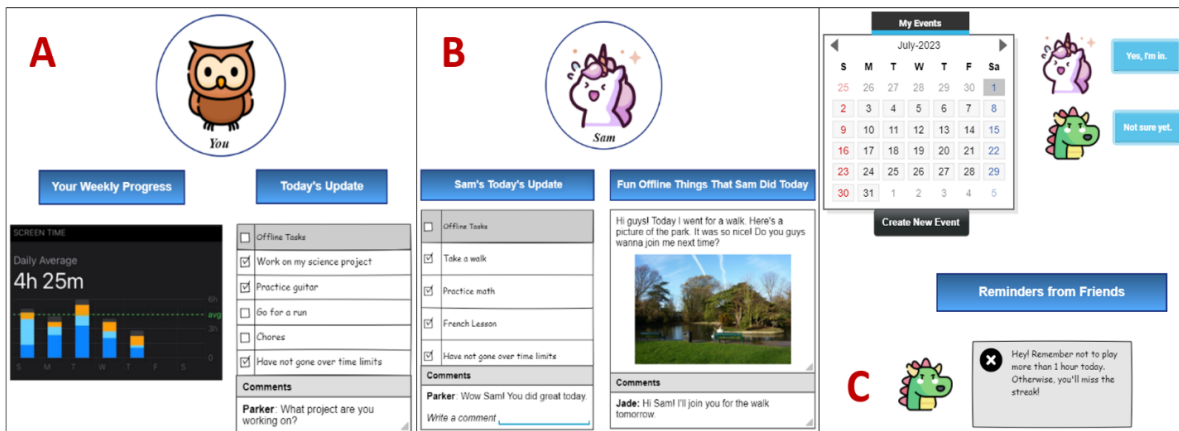 A
You
Your Weekly Progress
Today's Update
SCREEN TIME
Daily Average
4h 25m
6h
avg
3h
0
S M T W T F S
Offline Tasks
Work on my science project
Practice guitar
Go for a run
Chores
Have not gone over time limits
Comments
Parker: What project are you
working on?
B
Sam
Sam's Today's Update
Fun Offline Things That Sam Did Today
Offline Tasks
Take a walk
Practice math
French Lesson
Have not gone over time limits
Comments
Parker: Wow Sam! You did great today.
Write a comment
Hi guys! Today I went for a walk. Here's a
picture of the park. It was so nice! Do you guys
wanna join me next time?
Comments
Jade: Hi Sam! I'll join you for the walk
tomorrow.
My Events
July-2023
S M T W T F Sa
25 26 27 28 29 30 1
2 3 4 5 6 7 8
9 10 11 12 13 14 15
16 17 18 19 20 21 22
23 24 25 26 27 28 29
30 31 1 2 3 4 5
Create New Event
Yes, I'm in.
Not sure yet.
Reminders from Friends
C
Hey! Remember not to play
more than 1 hour today.
Otherwise, you'll miss the
streak!